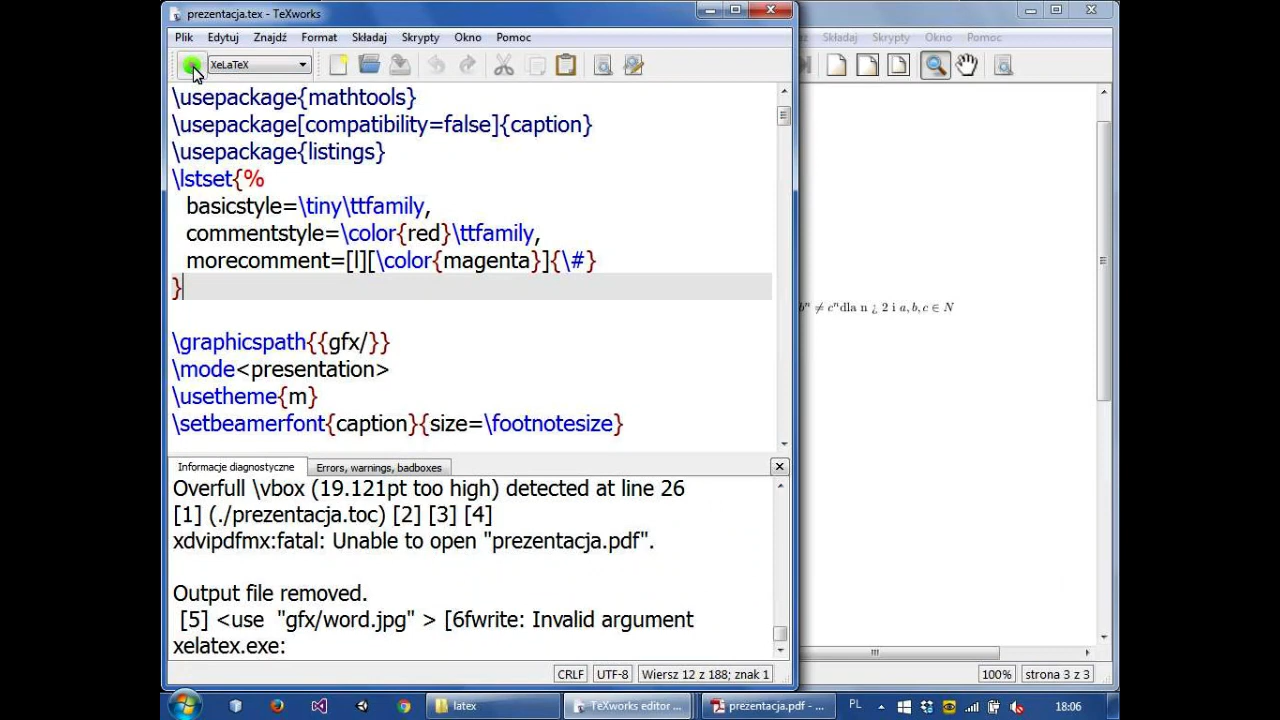 prezentacja.tex - TeXworks
Plik Edytuj Znajdź Format Składaj Skrypty Okno Pomoc
Składaj Skrypty Okno Pomoc
XeLaTeX
\usepackage{mathtools}
\usepackage[compatibility=false]{caption}
\usepackage{listings}
\lstset{%
basicstyle=\tiny\ttfamily,
commentstyle=\color{red}\ttfamily,
morecomment=[l][\color{magenta}]{\#}
}
\graphicspath{{gfx/}}
\mode<presentation>
\usetheme{m}
\setbeamerfont{caption}{size=\footnotesize}
bⁿ ≠ cⁿdla n ¿ 2 i a, b, c ∈ N
Informacje diagnostyczne Errors, warnings, badboxes
Overfull \vbox (19.121pt too high) detected at line 26
[1] (./prezentacja.toc) [2] [3] [4]
xdvipdfmx:fatal: Unable to open "prezentacja.pdf".
Output file removed.
[5] <use "gfx/word.jpg" > [6fwrite: Invalid argument
xelatex.exe:
CRLF UTF-8 Wiersz 12 z 188; znak 1
100% strona 3 z 3
latex TeXworks editor ... prezentacja.pdf - ... PL 18:06